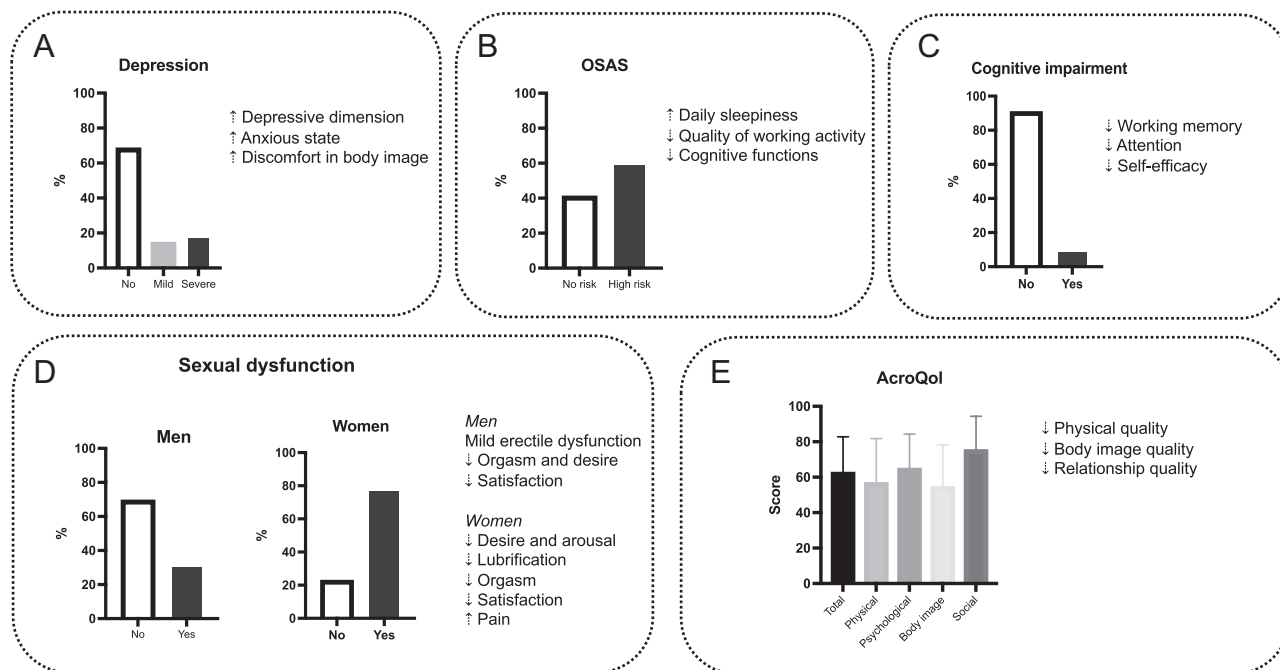 A
Depression
100
80
60
40
20
0
%
No Mild Severe
↑ Depressive dimension
↑ Anxious state
↑ Discomfort in body image
B
OSAS
100
80
60
40
20
0
%
No risk High risk
↑ Daily sleepiness
↓ Quality of working activity
↓ Cognitive functions
C
Cognitive impairment
100
80
60
40
20
0
%
No Yes
↓ Working memory
↓ Attention
↓ Self-efficacy
D
Sexual dysfunction
Men
100
80
60
40
20
0
%
No Yes
Women
100
80
60
40
20
0
%
No Yes
Men
Mild erectile dysfunction
↓ Orgasm and desire
↓ Satisfaction
Women
↓ Desire and arousal
↓ Lubrification
↓ Orgasm
↓ Satisfaction
↑ Pain
E
AcroQol
100
80
60
40
20
0
Score
Total
Physical
Psychological
Body image
Social
↓ Physical quality
↓ Body image quality
↓ Relationship quality